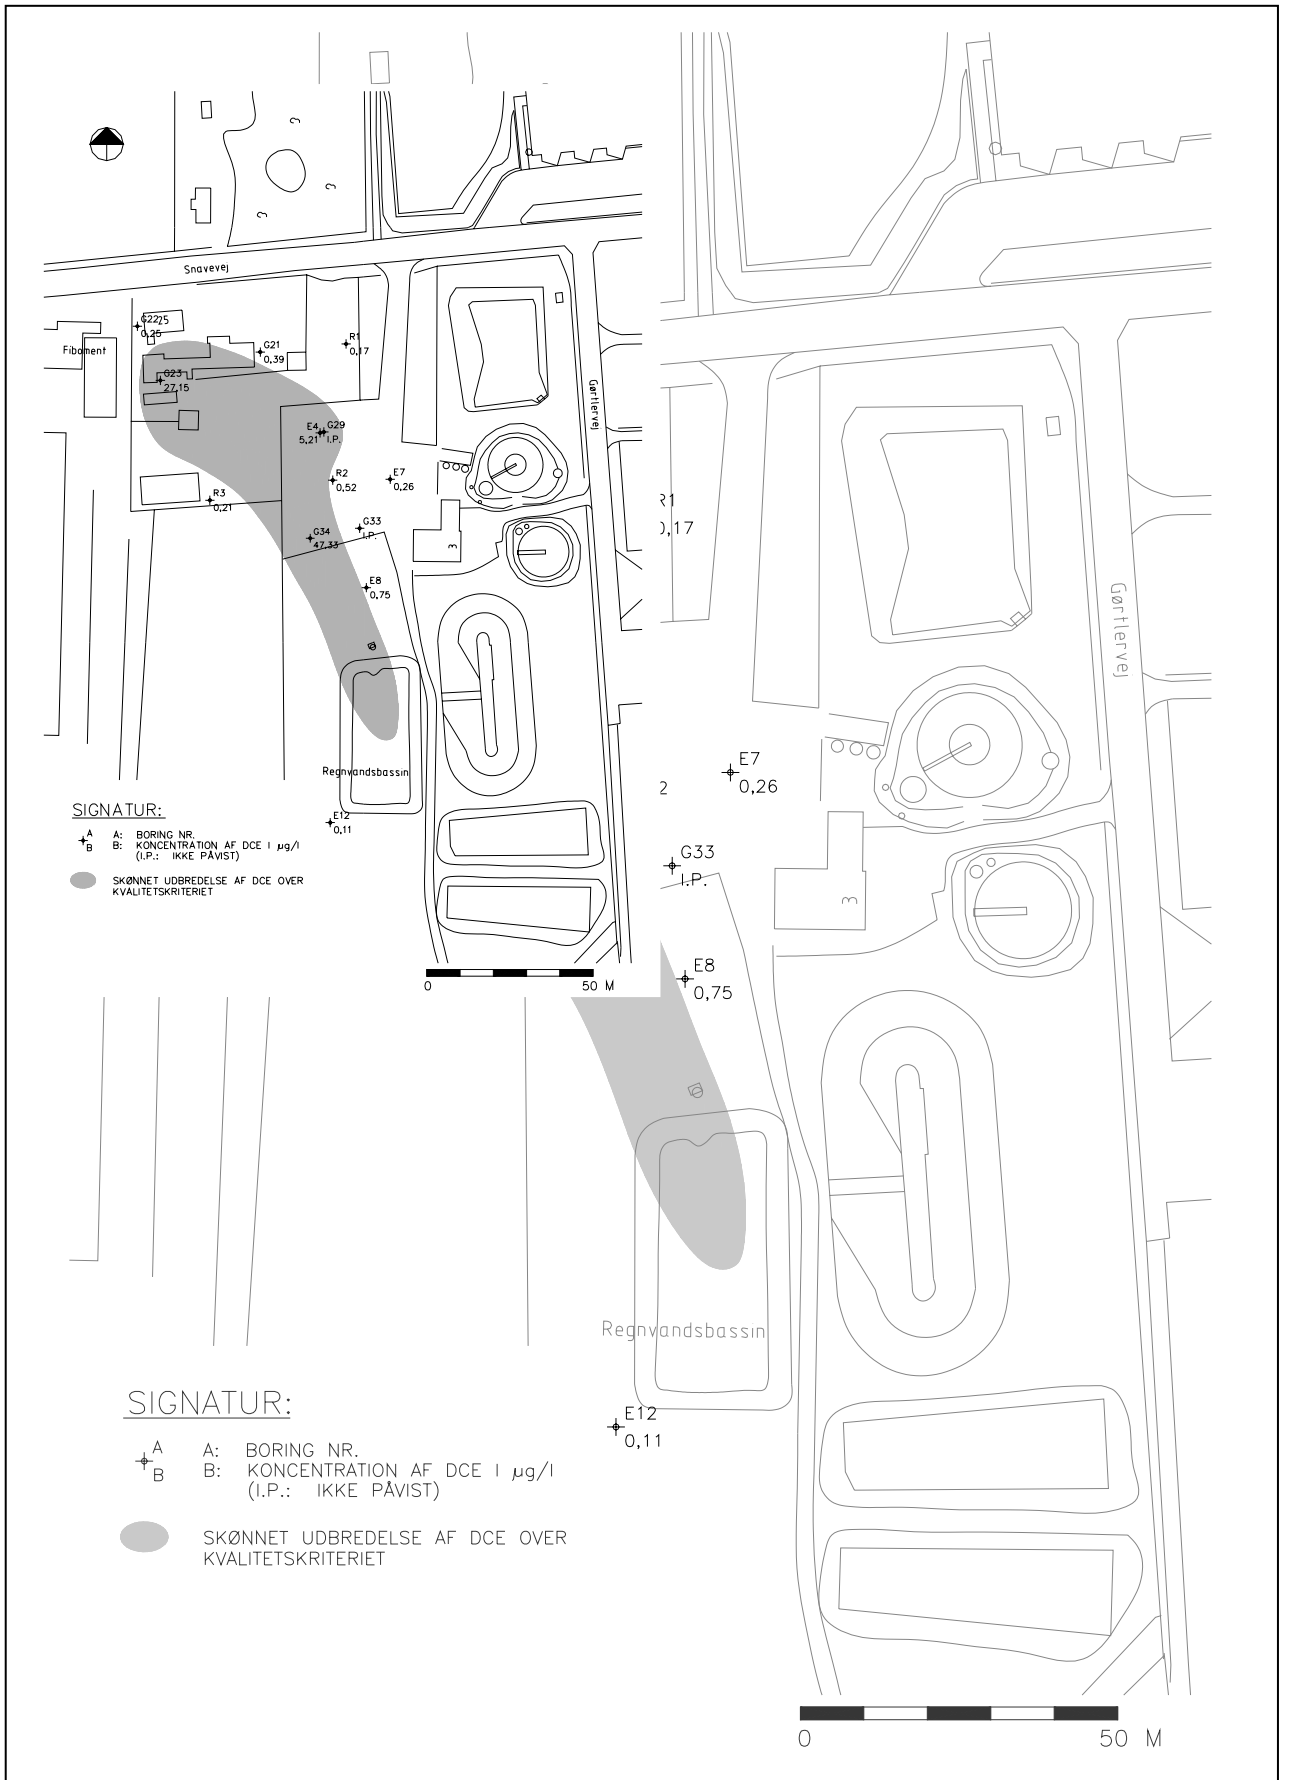 Snavevej
G22
25
0,25
Fibament
G21
0,39
R1
0,17
G23
27,15
Gørtlervej
E4
G29
5,21
I.P.
R2
0,52
E7
0,26
R3
0,21
G33
I.P.
G34
47,33
3
E8
0,75
Regnvandsbassin
E12
0,11
SIGNATUR:
A
B
A: BORING NR.
B: KONCENTRATION AF DCE I µg/l
(I.P.: IKKE PÅVIST)
SKØNNET UDBREDELSE AF DCE OVER
KVALITETSKRITERIET
0 50 M
R1
0,17
Gørtlervej
E7
0,26
2
G33
I.P.
3
E8
0,75
Regnvandsbassin
E12
0,11
SIGNATUR:
A
B
A: BORING NR.
B: KONCENTRATION AF DCE I µg/l
(I.P.: IKKE PÅVIST)
SKØNNET UDBREDELSE AF DCE OVER
KVALITETSKRITERIET
0 50 M